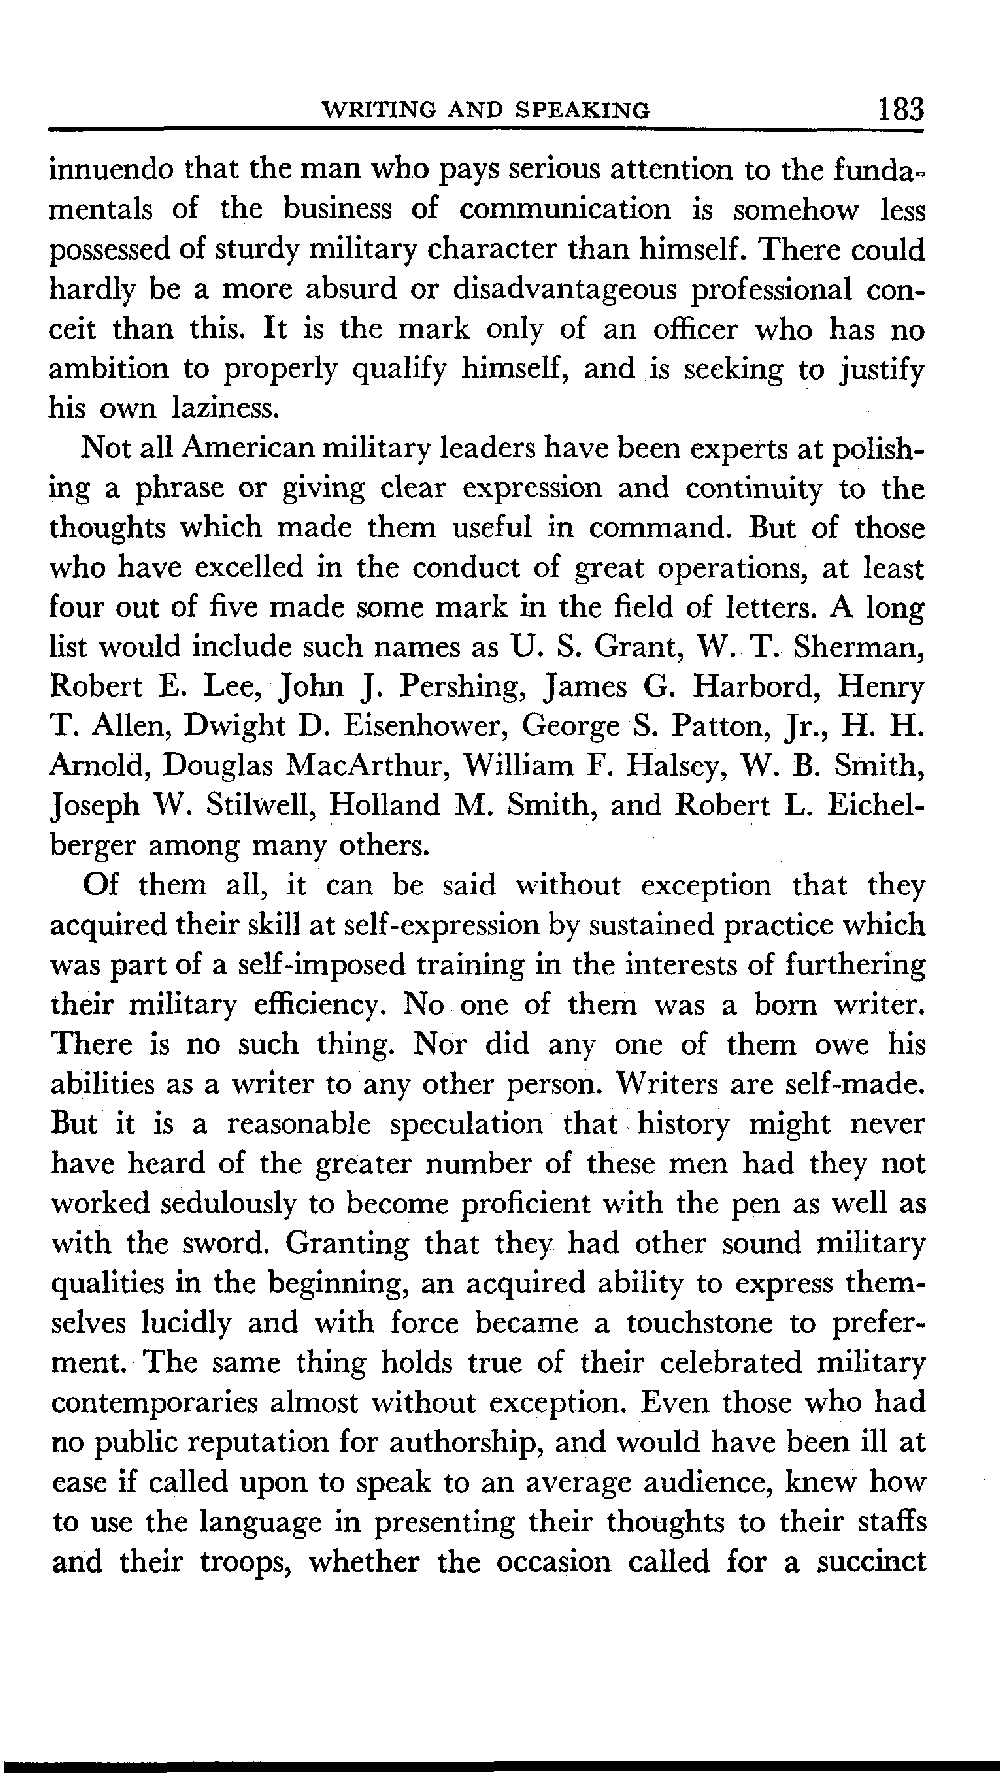 WRITING AND SPEAKING 183
innuendo that the man who pays serious attention to the funda-
mentals of the business of communication is somehow less
possessed of sturdy military character than himself. There could
hardly be a more absurd or disadvantageous professional con-
ceit than this. It is the mark only of an officer who has no
ambition to properly qualify himself, and is seeking to justify
his own laziness.
Not all American military leaders have been experts at polish-
ing a phrase or giving clear expression and continuity to the
thoughts which made them useful in command. But of those
who have excelled in the conduct of great operations, at least
four out of five made some mark in the field of letters. A long
list would include such names as U. S. Grant, W. T. Sherman,
Robert E. Lee, John J. Pershing, James G. Harbord, Henry
T. Allen, Dwight D. Eisenhower, George S. Patton, Jr., H. H.
Arnold, Douglas MacArthur, William F. Halsey, W. B. Smith,
Joseph W. Stilwell, Holland M. Smith, and Robert L. Eichel-
berger among many others.
Of them all, it can be said without exception that they
acquired their skill at self-expression by sustained practice which
was part of a self-imposed training in the interests of furthering
their military efficiency. No one of them was a born writer.
There is no such thing. Nor did any one of them owe his
abilities as a writer to any other person. Writers are self-made.
But it is a reasonable speculation that history might never
have heard of the greater number of these men had they not
worked sedulously to become proficient with the pen as well as
with the sword. Granting that they had other sound military
qualities in the beginning, an acquired ability to express them-
selves lucidly and with force became a touchstone to prefer-
ment. The same thing holds true of their celebrated military
contemporaries almost without exception. Even those who had
no public reputation for authorship, and would have been ill at
ease if called upon to speak to an average audience, knew how
to use the language in presenting their thoughts to their staffs
and their troops, whether the occasion called for a succinct